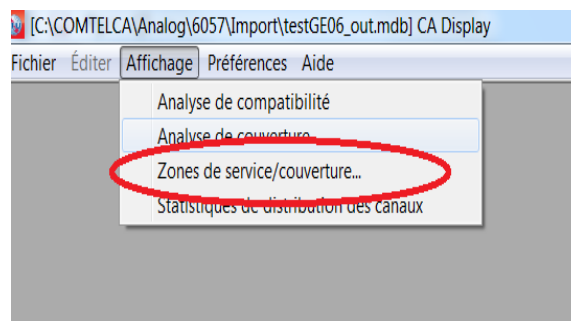 [C:\COMTELCA\Analog\6057\Import\testGE06_out.mdb] CA Display
Fichier Éditer Affichage Préférences Aide
Analyse de compatibilité
Analyse de couverture
Zones de service/couverture...
Statistiques de distribution des canaux